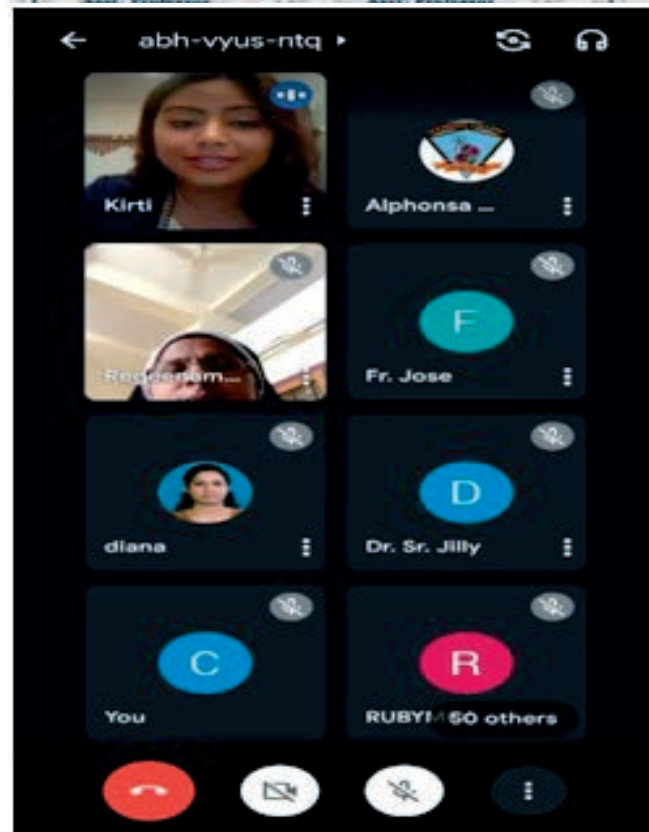 abh-vyus-ntq
Kirti
Alphonsa ...
Fr. Jose
F
diana
Dr. Sr. Jilly
D
You
C
R
50 others